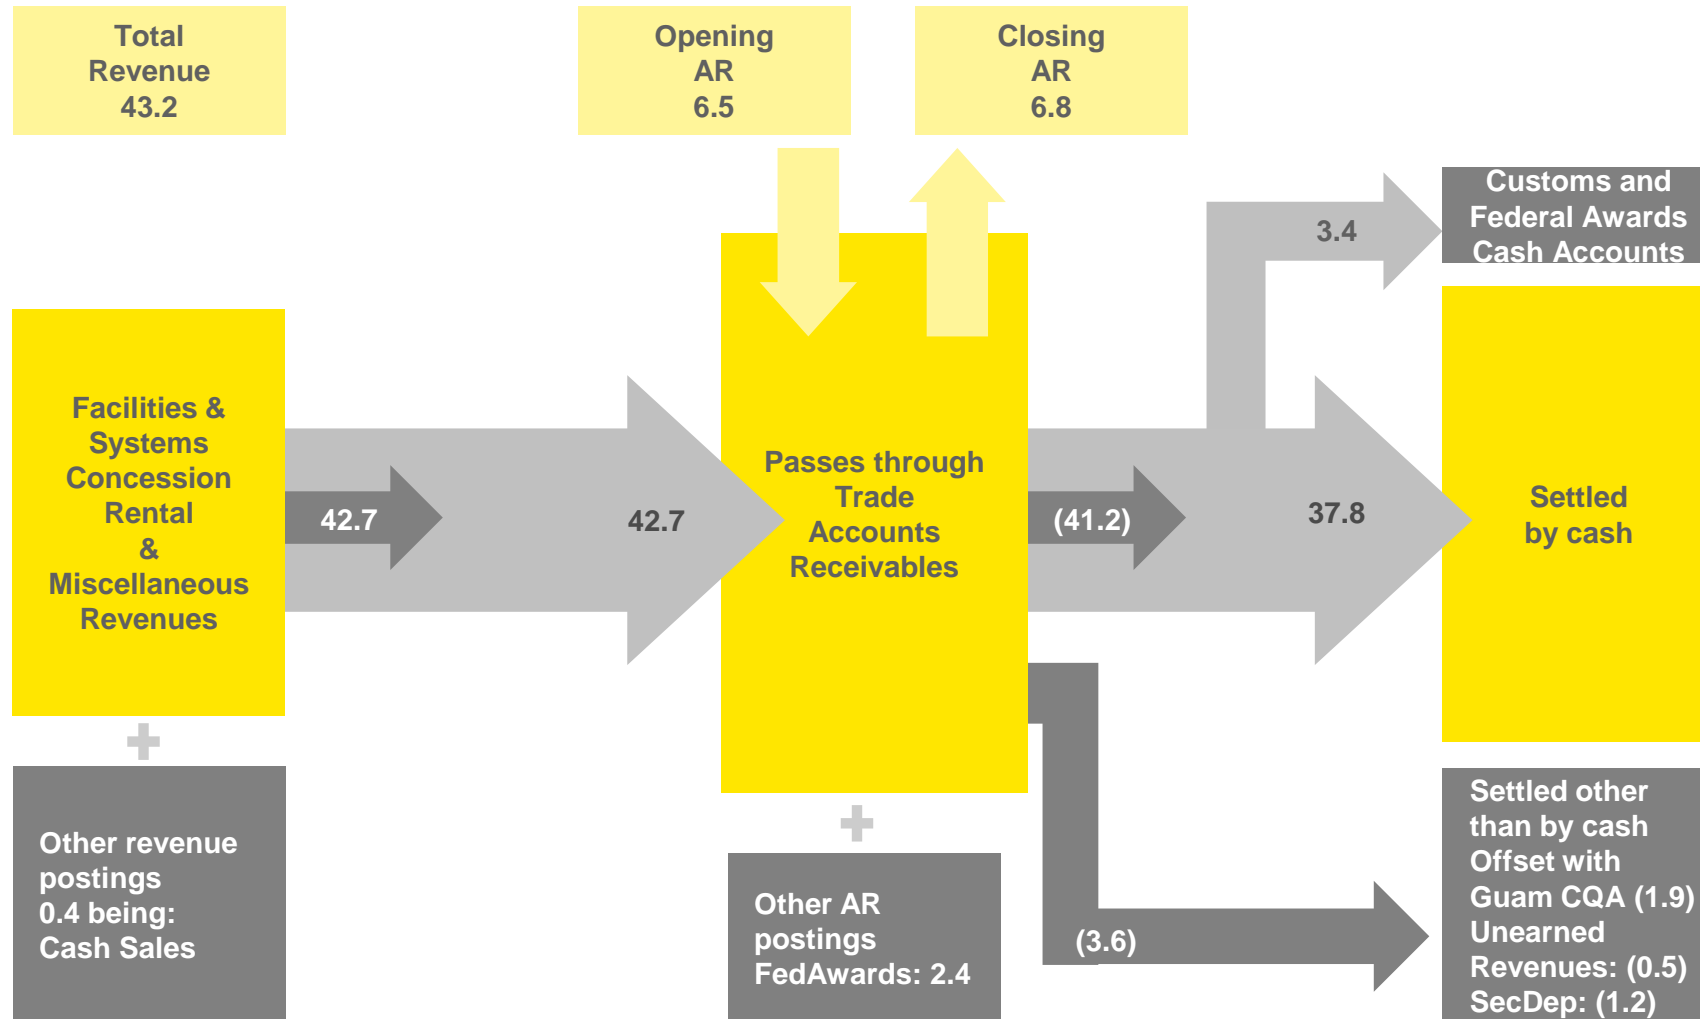 Total
Revenue
43.2
Opening
AR
6.5
Closing
AR
6.8
Customs and
Federal Awards
Cash Accounts
3.4
Facilities &
Systems
Concession
Rental
&
Miscellaneous
Revenues
42.7
42.7
Passes through
Trade
Accounts
Receivables
(41.2)
37.8
Settled
by cash
Other revenue
postings
0.4 being:
Cash Sales
Other AR
postings
FedAwards: 2.4
(3.6)
Settled other
than by cash
Offset with
Guam CQA (1.9)
Unearned
Revenues: (0.5)
SecDep: (1.2)